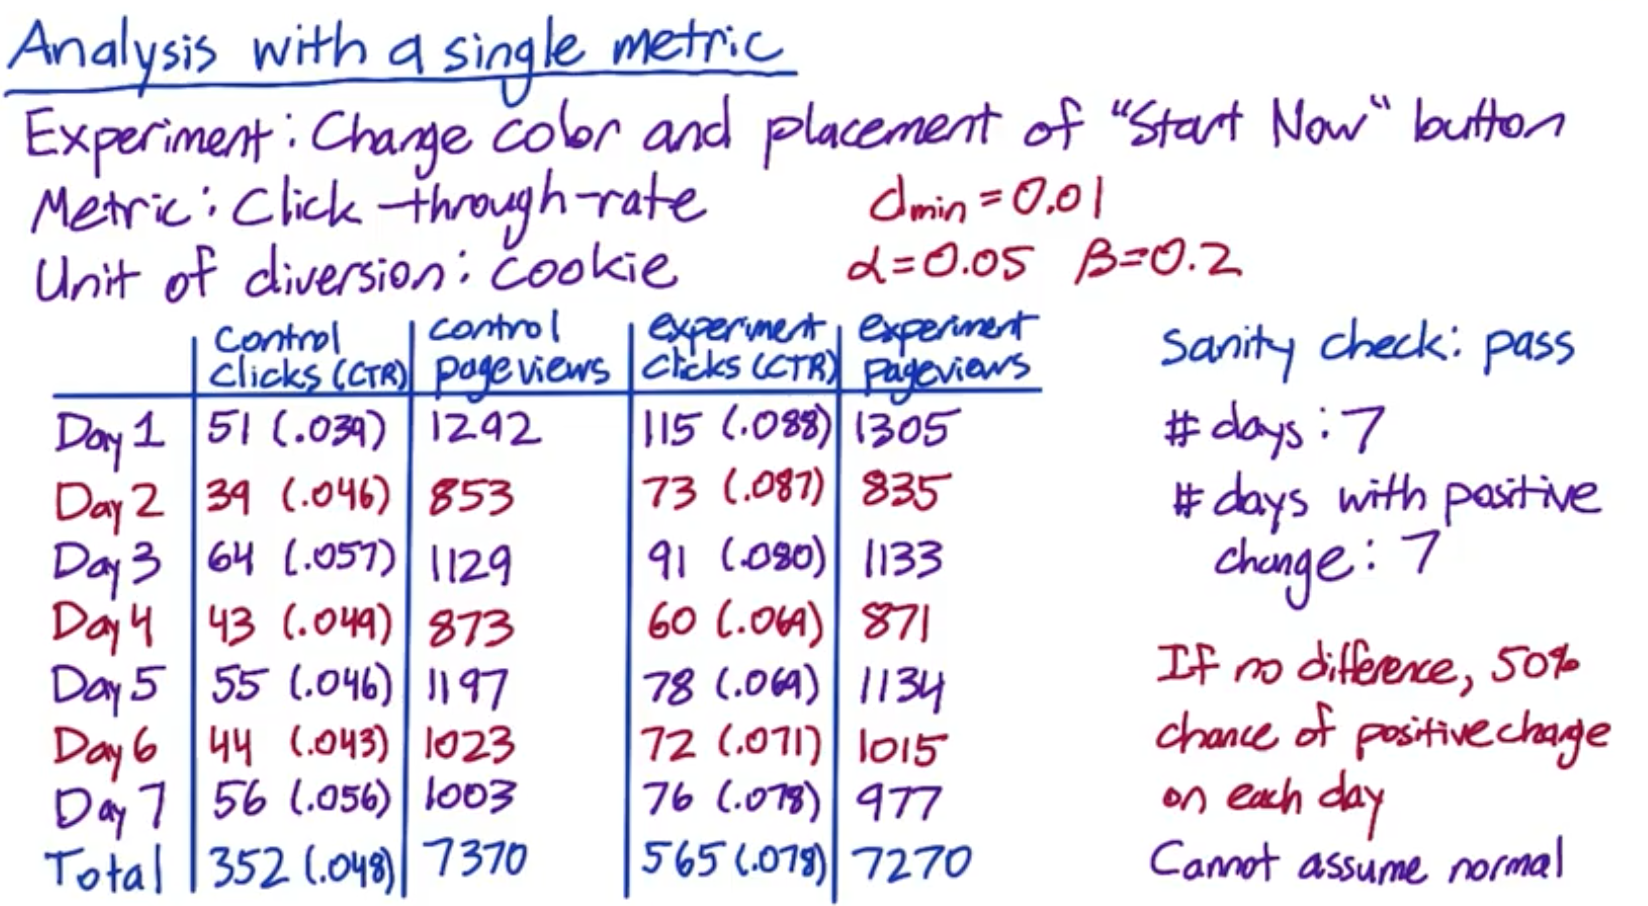 Analysis with a single metric
Experiment: Change color and placement of "Start Now" button
Metric: Click-through-rate
dmin = 0.01
Unit of diversion: cookie
α=0.05 β=0.2
control clicks (CTR) | control pageviews | experiment clicks (CTR) | experiment pageviews
Day 1 51 (.039) 1292 115 (.088) 1305
Day 2 39 (.046) 853 73 (.087) 835
Day 3 64 (.057) 1129 91 (.080) 1133
Day 4 43 (.049) 873 60 (.069) 871
Day 5 55 (.046) 1197 78 (.069) 1134
Day 6 44 (.043) 1023 72 (.071) 1015
Day 7 56 (.056) 1003 76 (.078) 977
Total 352 (.048) 7370 565 (.078) 7270
Sanity check: pass
# days: 7
# days with positive
change: 7
If no difference, 50%
chance of positive change
on each day
Cannot assume normal